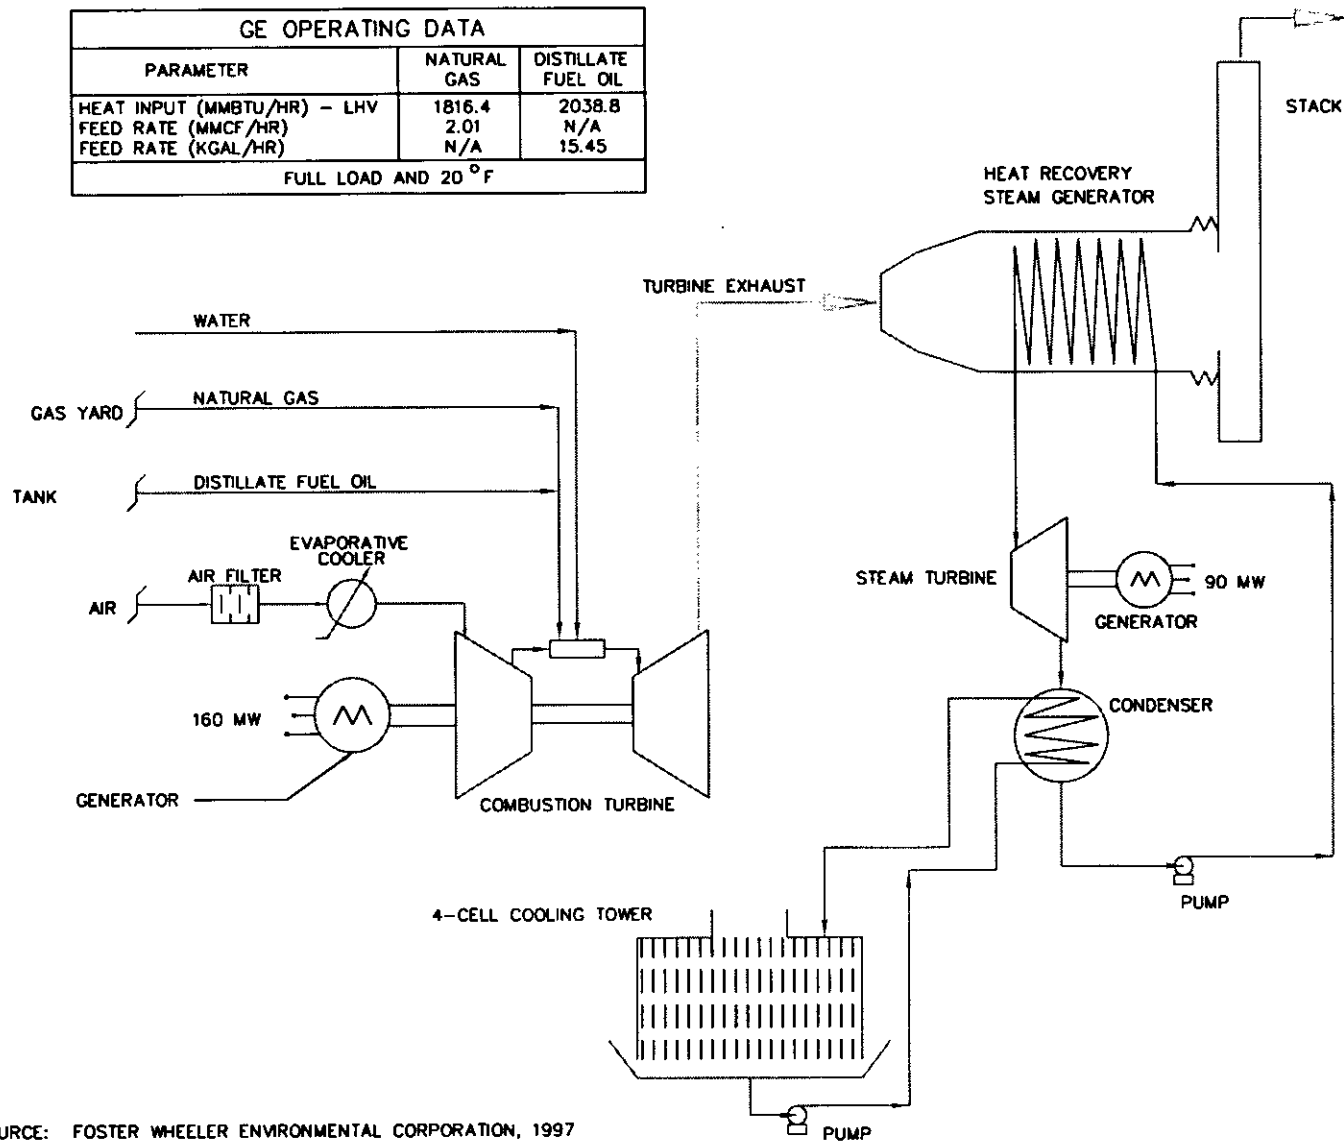 GE OPERATING DATA
PARAMETER NATURAL GAS DISTILLATE FUEL OIL
HEAT INPUT (MMBTU/HR) - LHV 1816.4 2038.8
FEED RATE (MMCF/HR) 2.01 N/A
FEED RATE (KGAL/HR) N/A 15.45
FULL LOAD AND 20 °F
STACK
HEAT RECOVERY
STEAM GENERATOR
TURBINE EXHAUST
WATER
GAS YARD
NATURAL GAS
TANK
DISTILLATE FUEL OIL
EVAPORATIVE
COOLER
AIR FILTER
AIR
STEAM TURBINE
90 MW
GENERATOR
160 MW
CONDENSER
GENERATOR
COMBUSTION TURBINE
PUMP
4-CELL COOLING TOWER
PUMP
URCE: FOSTER WHEELER ENVIRONMENTAL CORPORATION, 1997